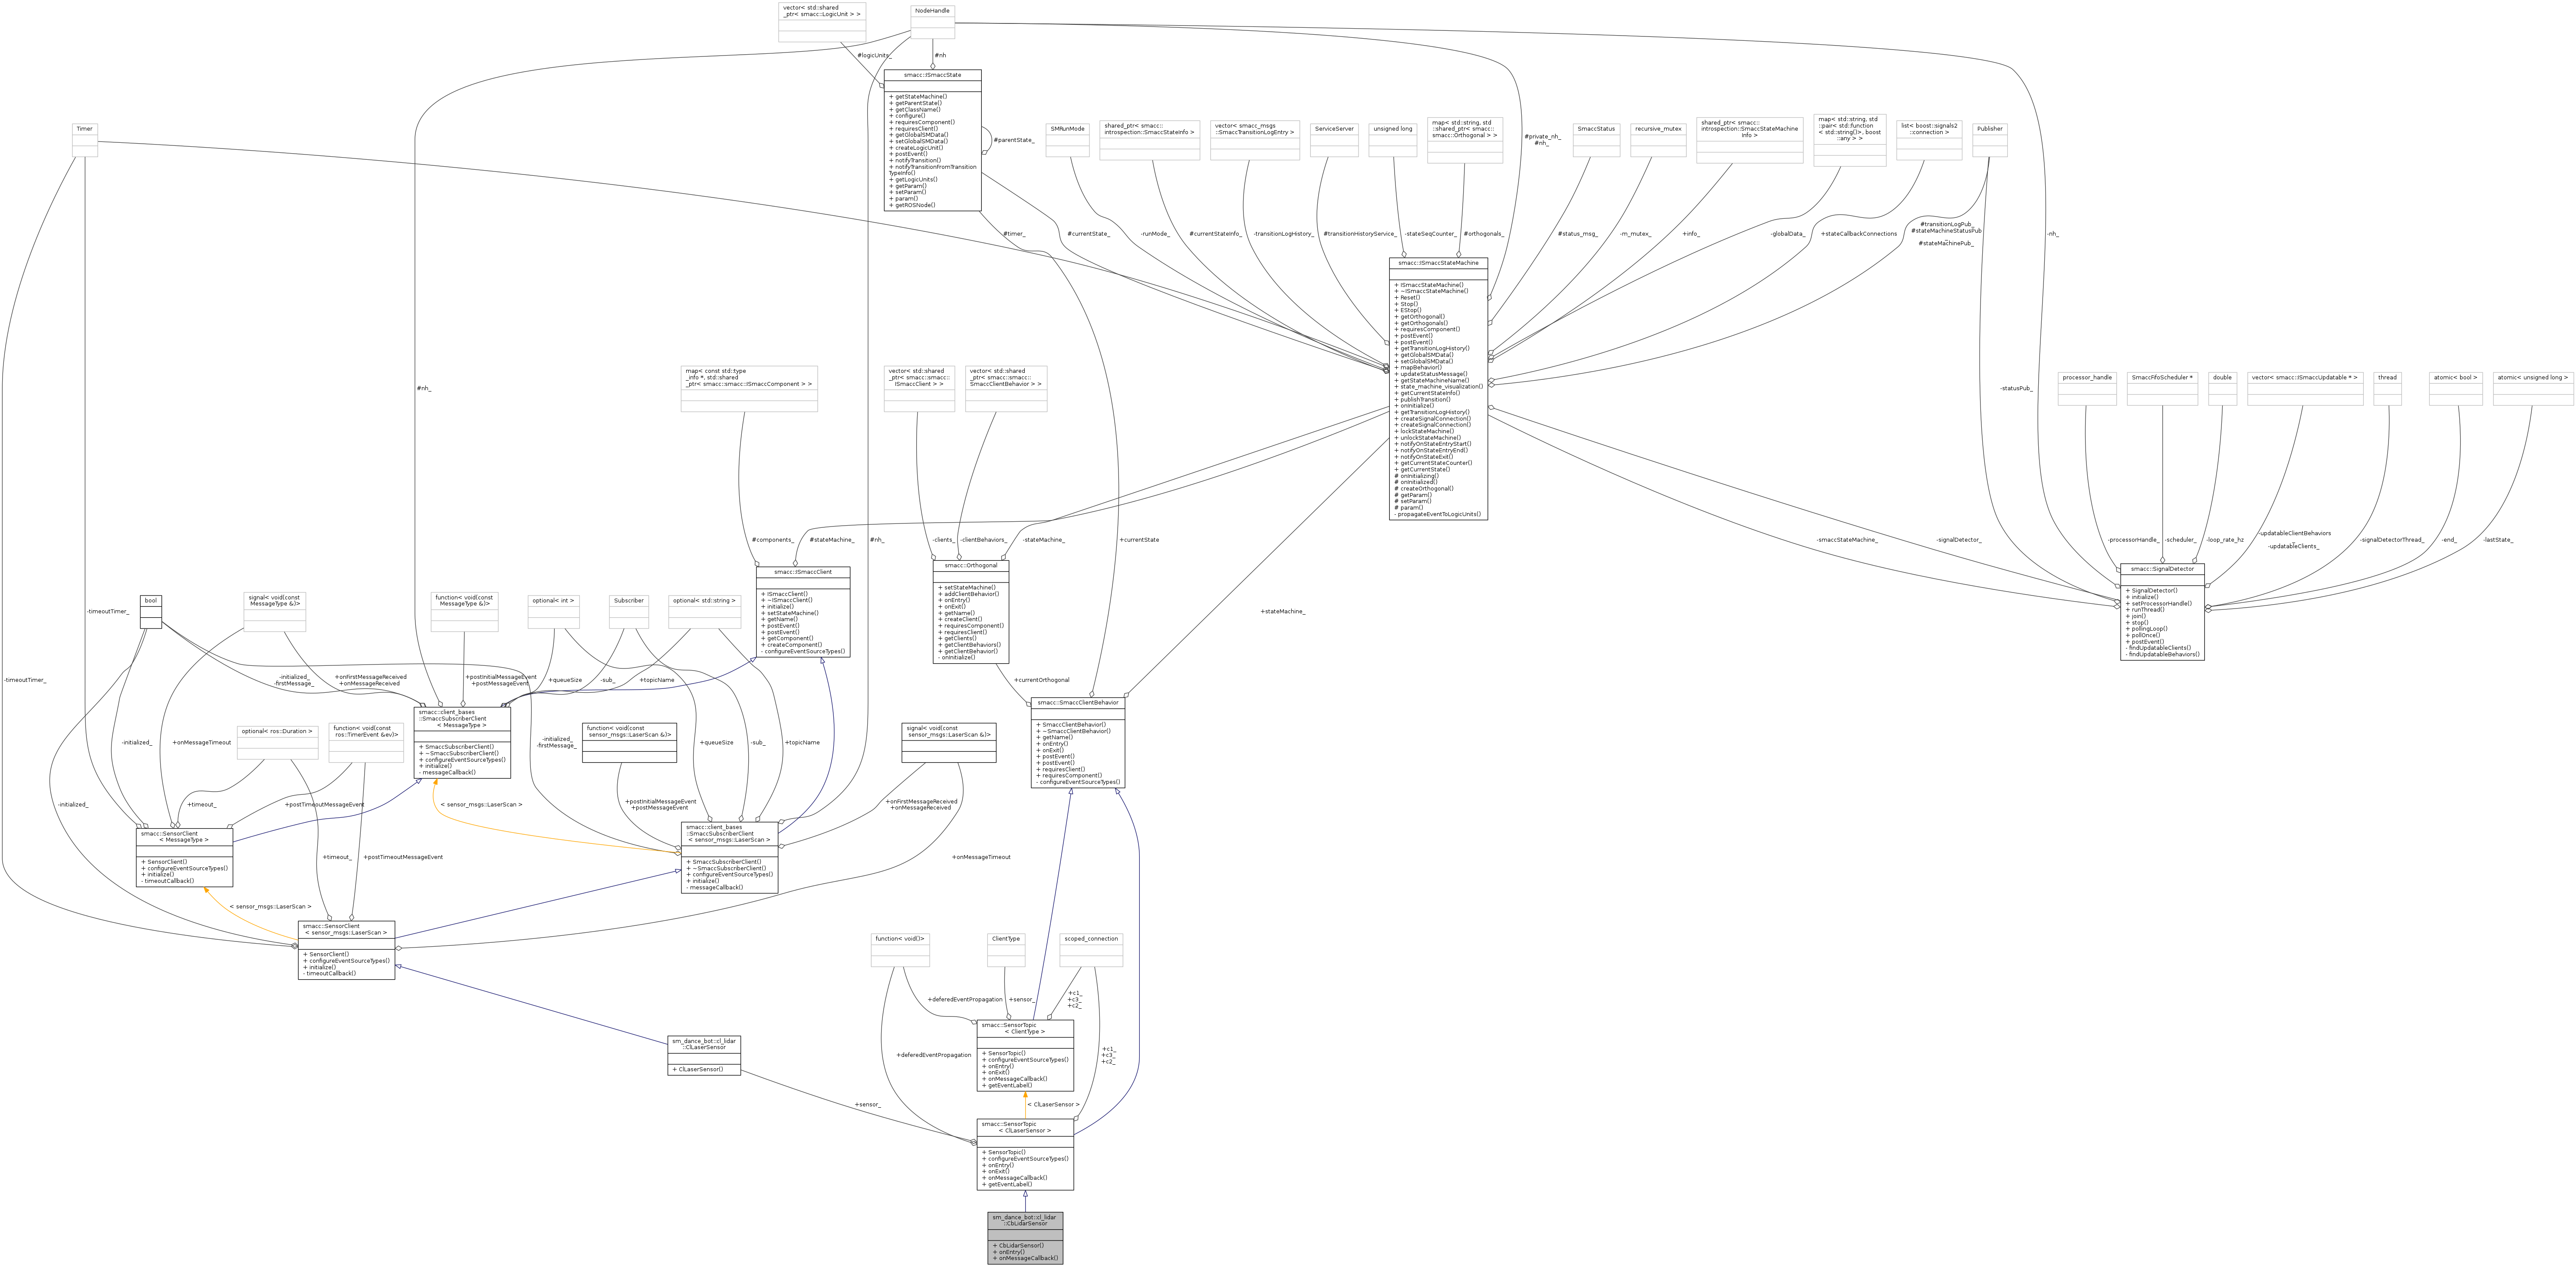 vector< std::shared
_ptr< smacc::LogicUnit > >
NodeHandle
#logicUnits_
#nh
smacc::ISmaccState
+ getStateMachine()
+ getParentState()
+ getClassName()
+ configure()
+ requiresComponent()
+ requiresClient()
+ getGlobalSMData()
+ setGlobalSMData()
+ createLogicUnit()
+ postEvent()
+ notifyTransition()
+ notifyTransitionFromTransition
TypeInfo()
+ getLogicUnits()
+ getParam()
+ setParam()
+ param()
+ getROSNode()
#parentState_
Timer
SMRunMode
shared_ptr< smacc::
introspection::SmaccStateInfo >
vector< smacc_msgs
::SmaccTransitionLogEntry >
ServiceServer
unsigned long
map< std::string, std
::shared_ptr< smacc::
smacc::Orthogonal > >
#private_nh_
#nh_
SmaccStatus
recursive_mutex
shared_ptr< smacc::
introspection::SmaccStateMachine
Info >
map< std::string, std
::pair< std::function
< std::string()>, boost
::any > >
list< boost::signals2
::connection >
Publisher
#timer_
#currentState_
-runMode_
#currentStateInfo_
-transitionLogHistory_
#transitionHistoryService_
-stateSeqCounter_
#orthogonals_
#status_msg_
-m_mutex_
+info_
-globalData_
+stateCallbackConnections
#transitionLogPub_
#stateMachineStatusPub
_
#stateMachinePub_
-nh_
smacc::ISmaccStateMachine
+ ISmaccStateMachine()
+ ~ISmaccStateMachine()
+ Reset()
+ Stop()
+ EStop()
+ getOrthogonal()
+ getOrthogonals()
+ requiresComponent()
+ postEvent()
+ postEvent()
+ getTransitionLogHistory()
+ getGlobalSMData()
+ setGlobalSMData()
+ mapBehavior()
+ updateStatusMessage()
+ getStateMachineName()
+ state_machine_visualization()
+ getCurrentStateInfo()
+ publishTransition()
+ onInitialize()
+ getTransitionLogHistory()
+ createSignalConnection()
+ createSignalConnection()
+ lockStateMachine()
+ unlockStateMachine()
+ notifyOnStateEntryStart()
+ notifyOnStateEntryEnd()
+ notifyOnStateExit()
+ getCurrentStateCounter()
+ getCurrentState()
# onInitializing()
# onInitialized()
# createOrthogonal()
# getParam()
# setParam()
# param()
- propagateEventToLogicUnits()
#nh_
map< const std::type
_info *, std::shared
_ptr< smacc::smacc::ISmaccComponent > >
vector< std::shared
_ptr< smacc::smacc::
ISmaccClient > >
vector< std::shared
_ptr< smacc::smacc::
SmaccClientBehavior > >
-statusPub_
processor_handle
SmaccFifoScheduler *
double
vector< smacc::ISmaccUpdatable * >
thread
atomic< bool >
atomic< unsigned long >
#components_
#stateMachine_
#nh_
-clients_
-clientBehaviors_
-stateMachine_
+currentState
-smaccStateMachine_
-signalDetector_
-processorHandle_
-scheduler_
-loop_rate_hz
-updatableClientBehaviors
_
-updatableClients_
-signalDetectorThread_
-end_
-lastState_
smacc::ISmaccClient
+ ISmaccClient()
+ ~ISmaccClient()
+ initialize()
+ setStateMachine()
+ getName()
+ postEvent()
+ postEvent()
+ getComponent()
+ createComponent()
- configureEventSourceTypes()
smacc::Orthogonal
+ setStateMachine()
+ addClientBehavior()
+ onEntry()
+ onExit()
+ getName()
+ createClient()
+ requiresComponent()
+ requiresClient()
+ getClients()
+ getClientBehaviors()
+ getClientBehavior()
- onInitialize()
smacc::SignalDetector
+ SignalDetector()
+ initialize()
+ setProcessorHandle()
+ runThread()
+ join()
+ stop()
+ pollingLoop()
+ pollOnce()
+ postEvent()
- findUpdatableClients()
- findUpdatableBehaviors()
-timeoutTimer_
bool
signal< void(const
MessageType &)>
function< void(const
MessageType &)>
optional< int >
Subscriber
optional< std::string >
+stateMachine_
-timeoutTimer_
-initialized_
-firstMessage_
+onFirstMessageReceived
+onMessageReceived
+postInitialMessageEvent
+postMessageEvent
+queueSize
-sub_
+topicName
+currentOrthogonal
smacc::client_bases
::SmaccSubscriberClient
< MessageType >
+ SmaccSubscriberClient()
+ ~SmaccSubscriberClient()
+ configureEventSourceTypes()
+ initialize()
- messageCallback()
smacc::SmaccClientBehavior
+ SmaccClientBehavior()
+ ~SmaccClientBehavior()
+ getName()
+ onEntry()
+ onExit()
+ postEvent()
+ postEvent()
+ requiresClient()
+ requiresComponent()
- configureEventSourceTypes()
optional< ros::Duration >
function< void(const
ros::TimerEvent &ev)>
function< void(const
sensor_msgs::LaserScan &)>
signal< void(const
sensor_msgs::LaserScan &)>
-initialized_
+onMessageTimeout
-initialized_
-firstMessage_
+queueSize
-sub_
+topicName
-initialized_
+timeout_
+postTimeoutMessageEvent
< sensor_msgs::LaserScan >
+postInitialMessageEvent
+postMessageEvent
+onFirstMessageReceived
+onMessageReceived
smacc::SensorClient
< MessageType >
+ SensorClient()
+ configureEventSourceTypes()
+ initialize()
- timeoutCallback()
smacc::client_bases
::SmaccSubscriberClient
< sensor_msgs::LaserScan >
+ SmaccSubscriberClient()
+ ~SmaccSubscriberClient()
+ configureEventSourceTypes()
+ initialize()
- messageCallback()
+timeout_
+postTimeoutMessageEvent
+onMessageTimeout
< sensor_msgs::LaserScan >
smacc::SensorClient
< sensor_msgs::LaserScan >
+ SensorClient()
+ configureEventSourceTypes()
+ initialize()
- timeoutCallback()
function< void()>
ClientType
scoped_connection
+deferedEventPropagation
+sensor_
+c1_
+c3_
+c2_
smacc::SensorTopic
< ClientType >
+ SensorTopic()
+ configureEventSourceTypes()
+ onEntry()
+ onExit()
+ onMessageCallback()
+ getEventLabel()
sm_dance_bot::cl_lidar
::ClLaserSensor
+ ClLaserSensor()
+deferedEventPropagation
+c1_
+c3_
+c2_
+sensor_
< ClLaserSensor >
smacc::SensorTopic
< ClLaserSensor >
+ SensorTopic()
+ configureEventSourceTypes()
+ onEntry()
+ onExit()
+ onMessageCallback()
+ getEventLabel()
sm_dance_bot::cl_lidar
::CbLidarSensor
+ CbLidarSensor()
+ onEntry()
+ onMessageCallback()